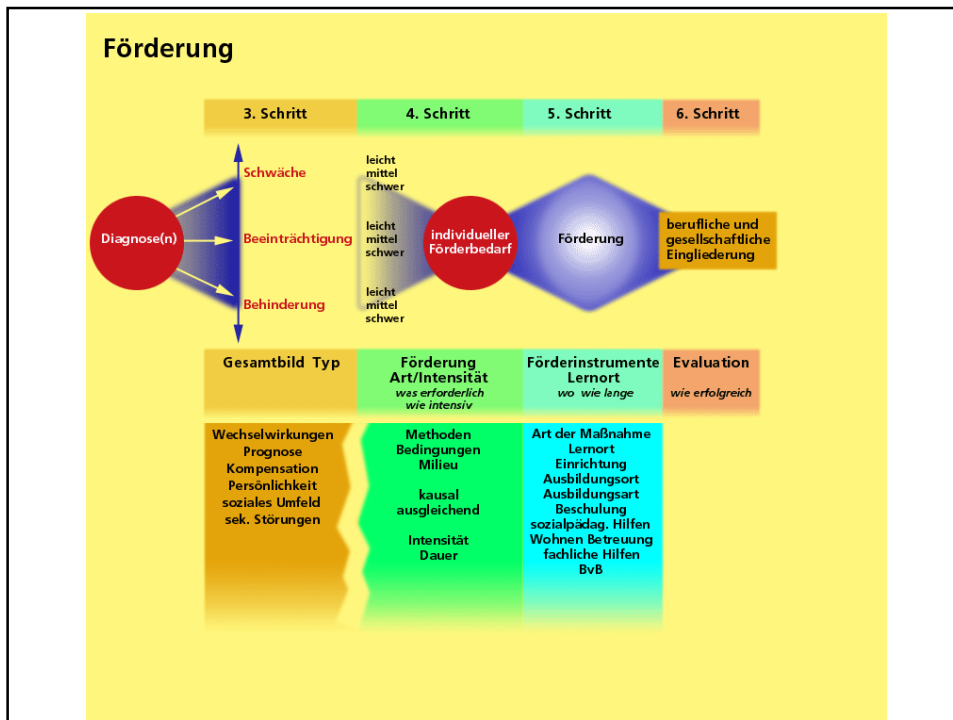 Förderung
3. Schritt
4. Schritt
5. Schritt
6. Schritt
Diagnose(n)
Schwäche
Beeinträchtigung
Behinderung
leicht
mittel
schwer
leicht
mittel
schwer
leicht
mittel
schwer
individueller
Förderbedarf
Förderung
berufliche und
gesellschaftliche
Eingliederung
Gesamtbild Typ
Förderung
Art/Intensität
was erforderlich
wie intensiv
Förderinstrumente
Lernort
wo wie lange
Evaluation
wie erfolgreich
Wechselwirkungen
Prognose
Kompensation
Persönlichkeit
soziales Umfeld
sek. Störungen
Methoden
Bedingungen
Milieu
kausal
ausgleichend
Intensität
Dauer
Art der Maßnahme
Lernort
Einrichtung
Ausbildungsort
Ausbildungsart
Beschulung
sozialpädag. Hilfen
Wohnen Betreuung
fachliche Hilfen
BvB